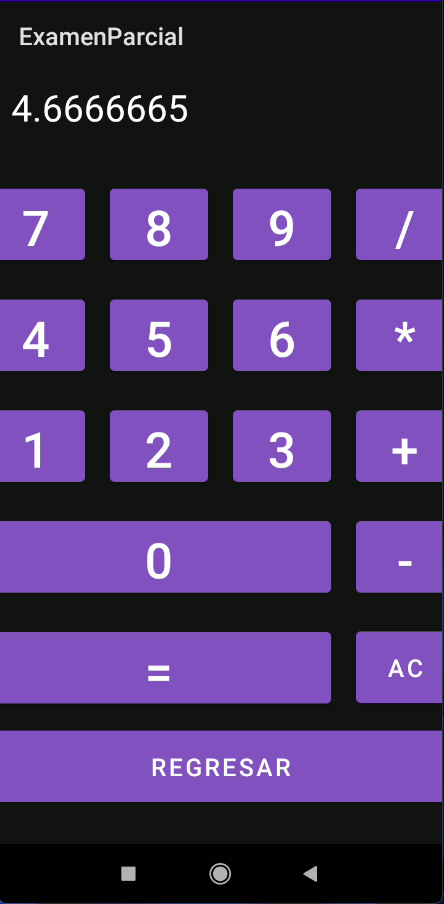 ExamenParcial
4.6666665
7 8 9 /
4 5 6 *
1 2 3 +
0 -
= AC
REGRESAR